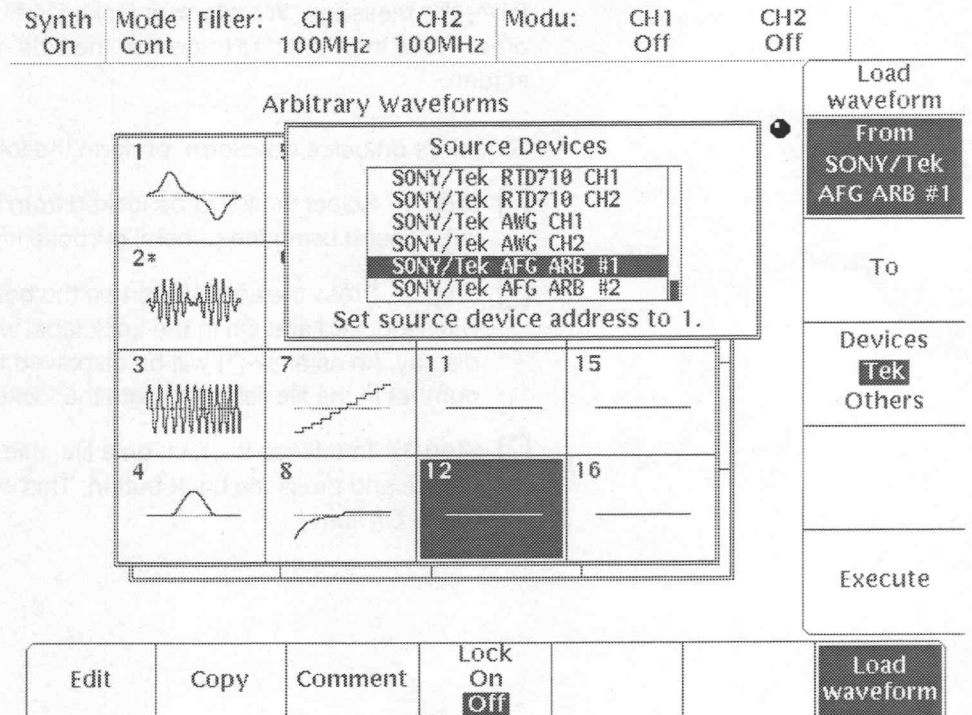 Synth Mode Filter: CH1 CH2 Modu: CH1 CH2
On Cont 100MHz 100MHz Off Off
Load
waveform
From
SONY/Tek
AFG ARB #1
To
Devices
Tek
Others
Execute
Arbitrary Waveforms
Source Devices
SONY/Tek RTD710 CH1
SONY/Tek RTD710 CH2
SONY/Tek AWG CH1
SONY/Tek AWG CH2
SONY/Tek AFG ARB #1
SONY/Tek AFG ARB #2
Set source device address to 1.
1
2*
3 7 11 15
4 8 12 16
Edit Copy Comment Lock
On
Off
Load
waveform